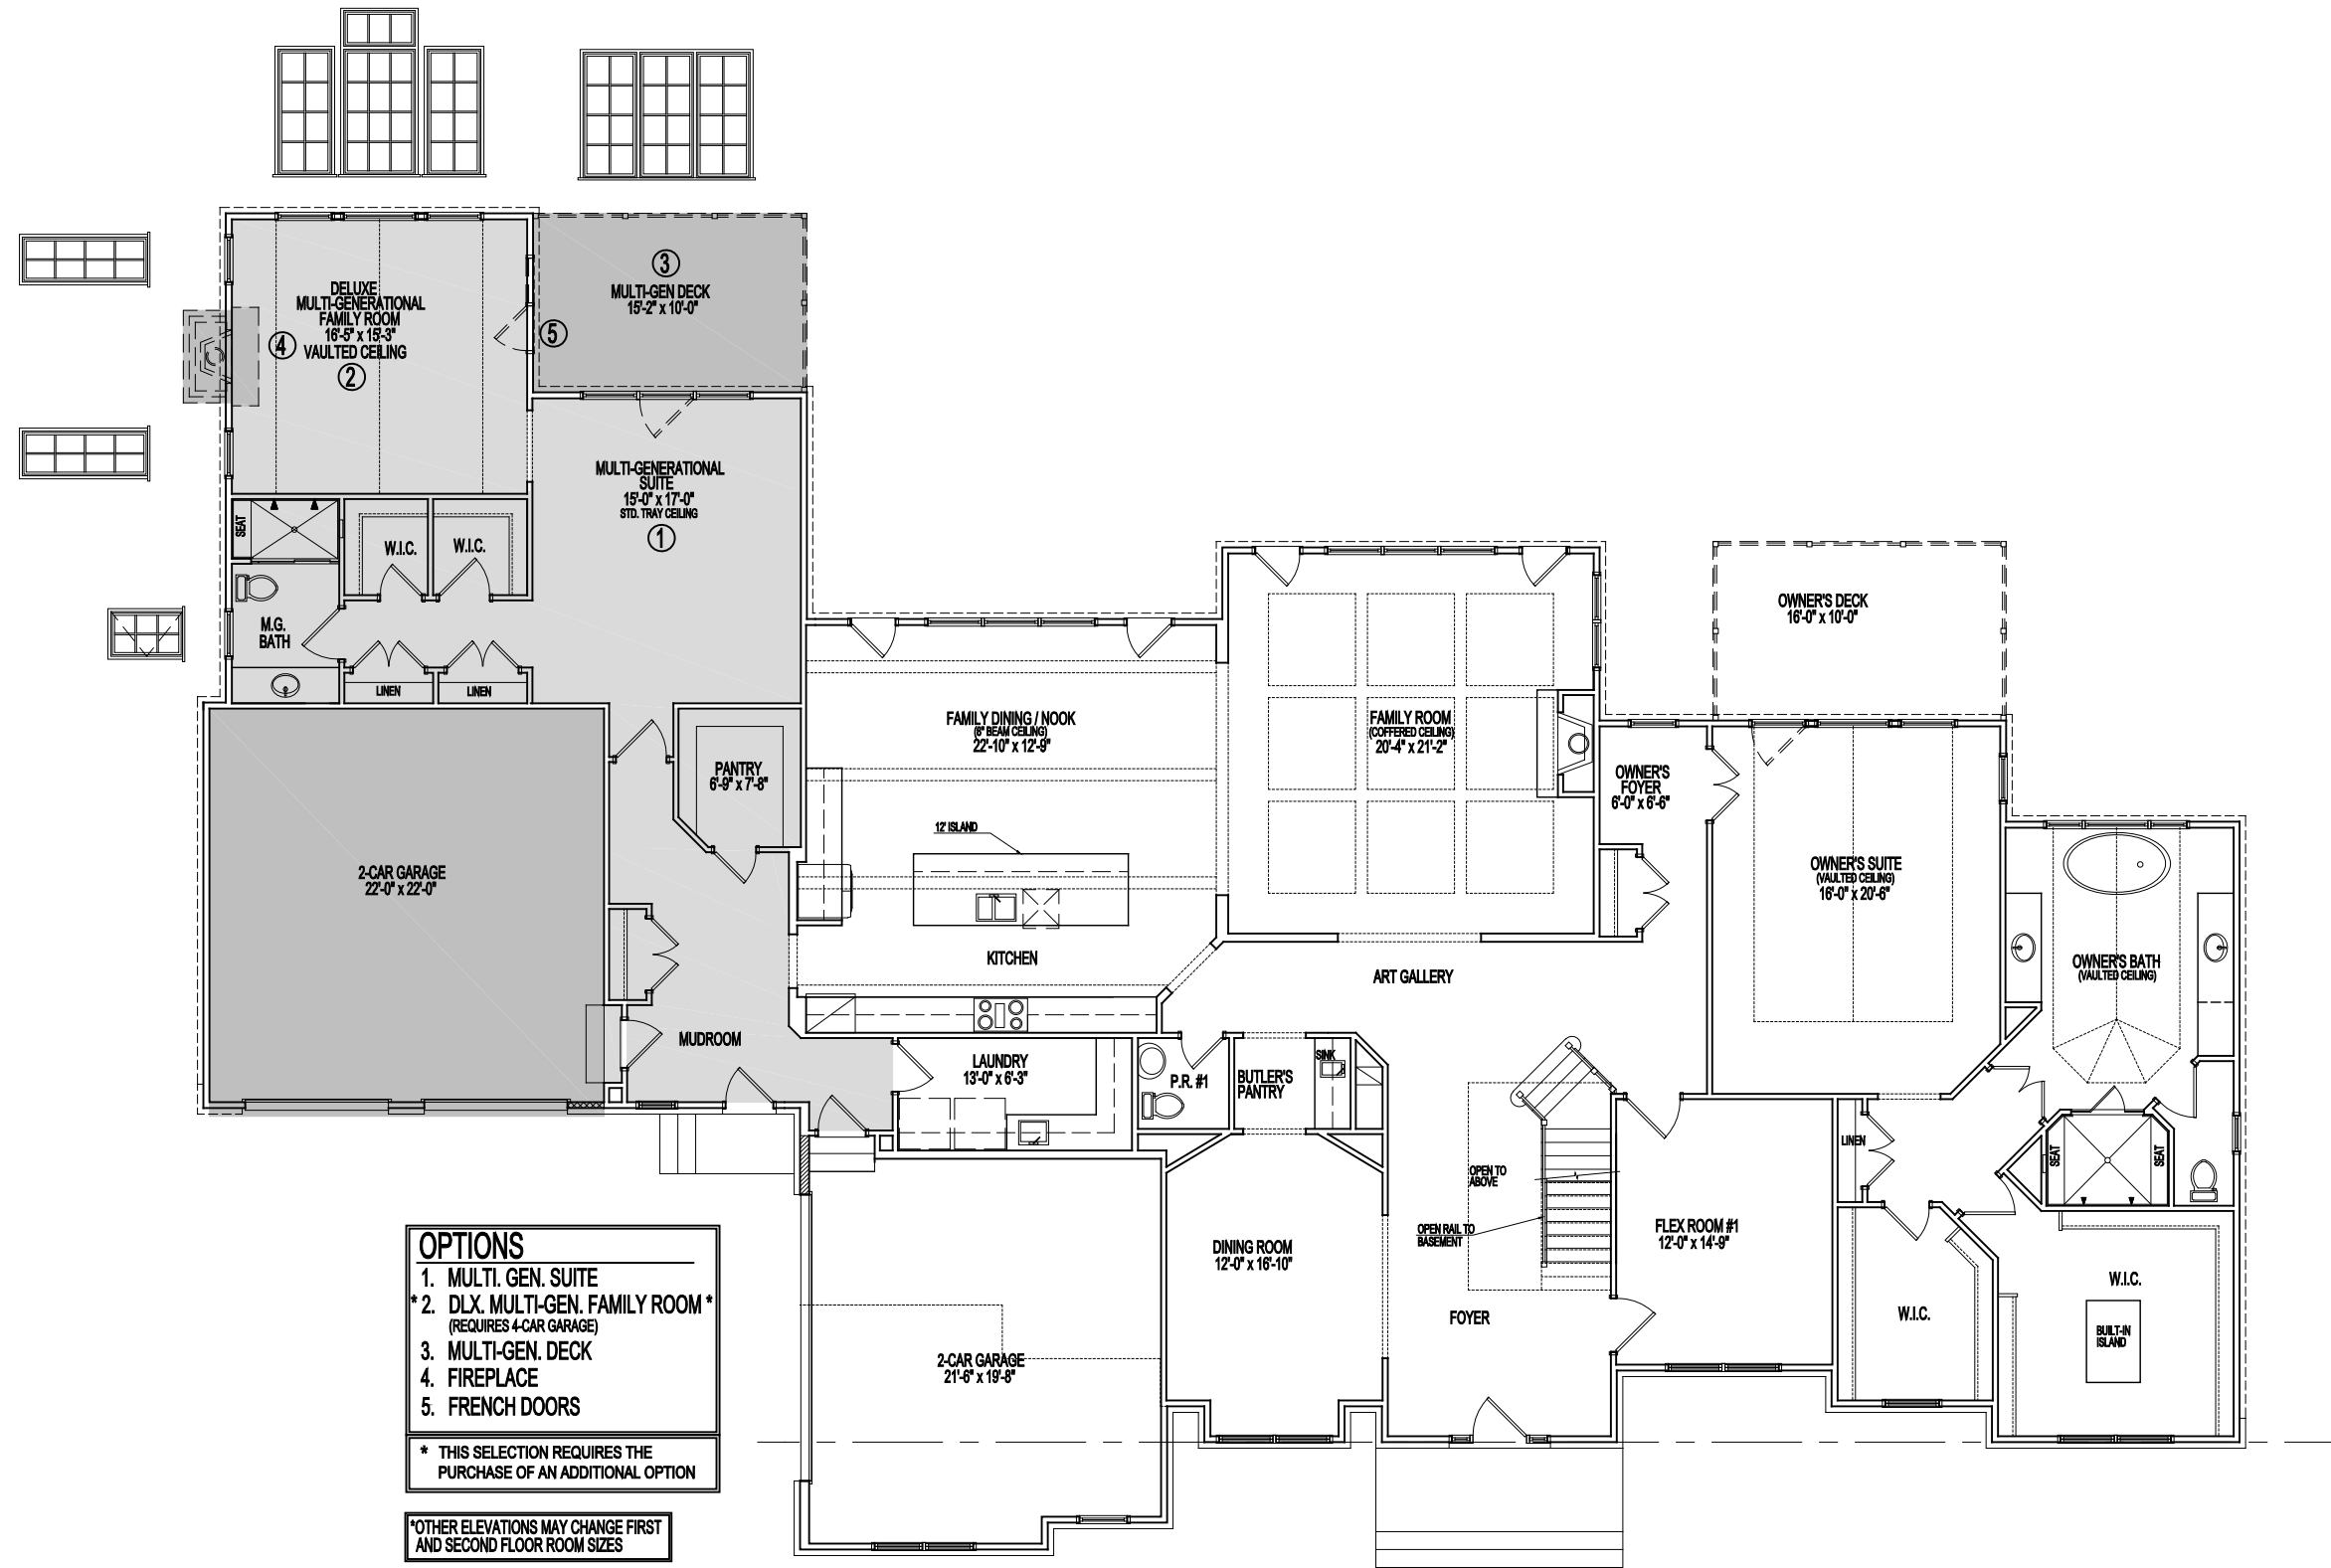 3
MULTI-GEN DECK
15'-2" x 10'-0"
5
DELUXE
MULTI-GENERATIONAL
FAMILY ROOM
16'-5" x 15'-3"
VAULTED CEILING
2
4
MULTI-GENERATIONAL
SUITE
15'-0" x 17'-0"
STD. TRAY CEILING
1
SEAT
W.I.C.
W.I.C.
M.G.
BATH
LINEN
LINEN
OWNER'S DECK
16'-0" x 10'-0"
FAMILY DINING / NOOK
(8" BEAM CEILING)
22'-10" x 12'-9"
FAMILY ROOM
(COFFERED CEILING)
20'-4" x 21'-2"
PANTRY
6'-9" x 7'-8"
OWNER'S
FOYER
6'-0" x 6'-6"
12' ISLAND
2-CAR GARAGE
22'-0" x 22'-0"
OWNER'S SUITE
(VAULTED CEILING)
16'-0" x 20'-6"
KITCHEN
ART GALLERY
OWNER'S BATH
(VAULTED CEILING)
MUDROOM
LAUNDRY
13'-0" x 6'-3"
P.R. #1
BUTLER'S
PANTRY
SINK
LINEN
SEAT
SEAT
OPEN TO
ABOVE
OPEN RAIL TO
BASEMENT
FLEX ROOM #1
12'-0" x 14'-9"
DINING ROOM
12'-0" x 16'-10"
FOYER
W.I.C.
W.I.C.
BUILT-IN
ISLAND
2-CAR GARAGE
21'-6" x 19'-8"
OPTIONS
1. MULTI. GEN. SUITE
* 2. DLX. MULTI-GEN. FAMILY ROOM *
(REQUIRES 4-CAR GARAGE)
3. MULTI-GEN. DECK
4. FIREPLACE
5. FRENCH DOORS
* THIS SELECTION REQUIRES THE
PURCHASE OF AN ADDITIONAL OPTION
*OTHER ELEVATIONS MAY CHANGE FIRST
AND SECOND FLOOR ROOM SIZES